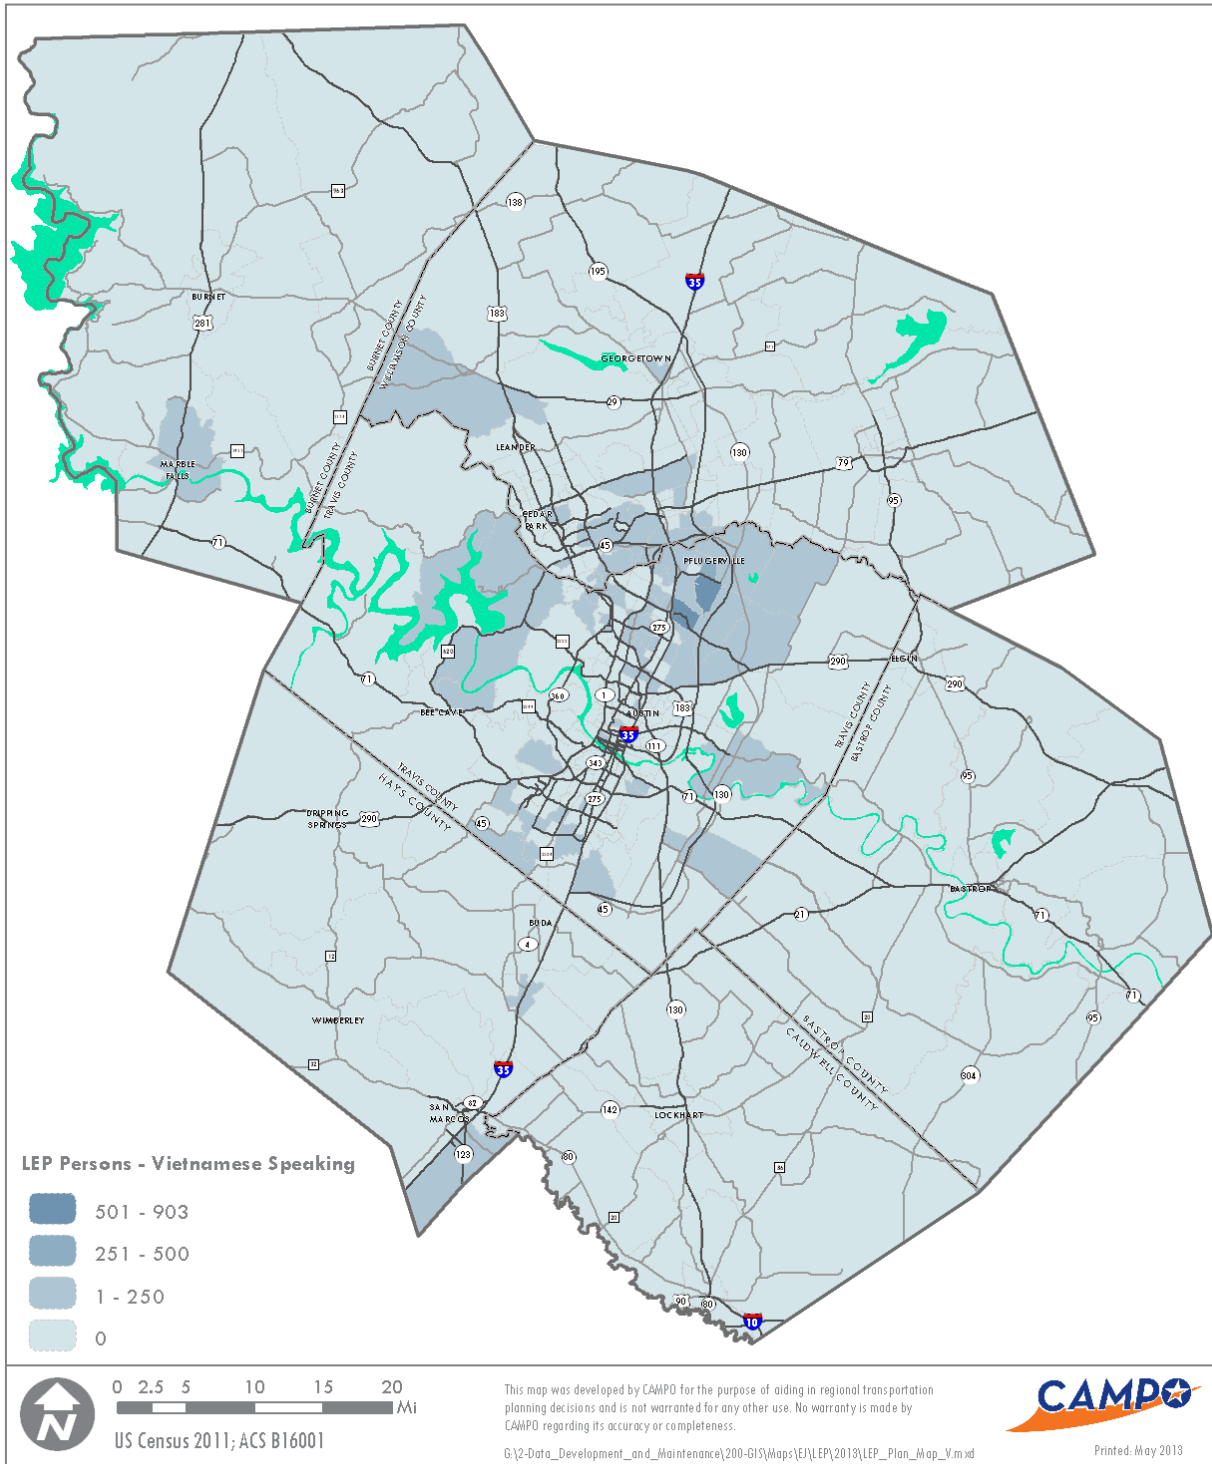 963
138
195
35
BURNET
281
183
BURNET COUNTY
WILLIAMSON COUNTY
GEORGETOWN
29
LEANDER
130
79
95
MARBLE
FALLS
BURNET COUNTY
TRAVIS COUNTY
CEDAR
PARK
45
71
PFLUGERVILLE
275
620
290
ELGIN
290
71
360
1
183
BEE CAVE
AUSTIN
35
111
TRAVIS COUNTY
BASTROP COUNTY
343
TRAVIS COUNTY
HAYS COUNTY
275
71
130
95
DRIPPING
SPRINGS
290
45
BASTROP
45
21
71
BUDA
4
12
130
71
95
WIMBERLEY
20
BASTROP COUNTY
CALDWELL COUNTY
32
35
304
SAN
MARCOS
82
142
LOCKHART
123
80
86
20
90
80
10
LEP Persons - Vietnamese Speaking
501 - 903
251 - 500
1 - 250
0
N
0 2.5 5 10 15 20
Mi
US Census 2011; ACS B16001
This map was developed by CAMPO for the purpose of aiding in regional transportation
planning decisions and is not warranted for any other use. No warranty is made by
CAMPO regarding its accuracy or completeness.
G:\2-Data_Development_and_Maintenance\200-GIS\Maps\EJ\LEP\2013\LEP_Plan_Map_V.mxd
CAMPO
Printed: May 2013